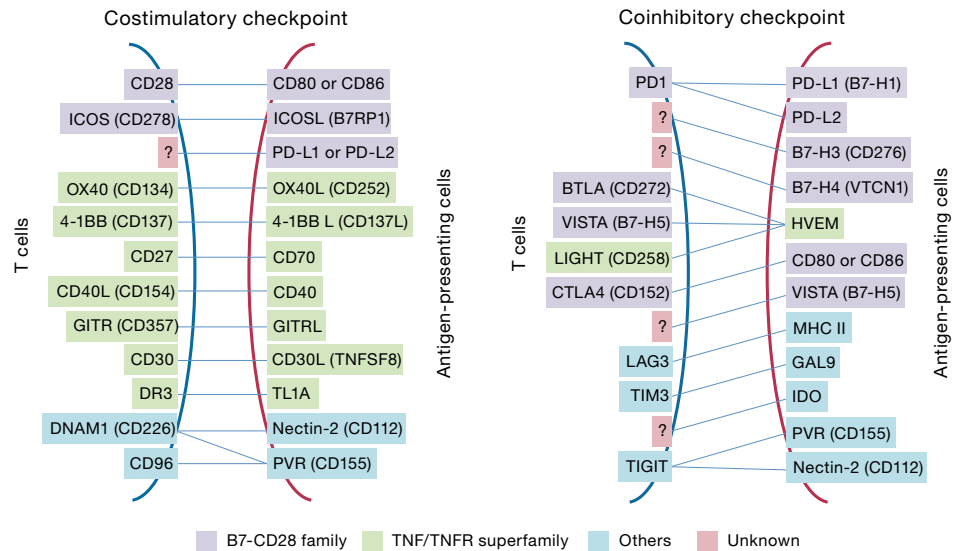 Costimulatory checkpoint
T cells
CD28
CD80 or CD86
ICOS (CD278)
ICOSL (B7RP1)
?
PD-L1 or PD-L2
OX40 (CD134)
OX40L (CD252)
4-1BB (CD137)
4-1BB L (CD137L)
CD27
CD70
CD40L (CD154)
CD40
GITR (CD357)
GITRL
CD30
CD30L (TNFSF8)
DR3
TL1A
DNAM1 (CD226)
Nectin-2 (CD112)
CD96
PVR (CD155)
Antigen-presenting cells
Coinhibitory checkpoint
T cells
PD1
PD-L1 (B7-H1)
?
PD-L2
?
B7-H3 (CD276)
BTLA (CD272)
B7-H4 (VTCN1)
VISTA (B7-H5)
HVEM
LIGHT (CD258)
CD80 or CD86
CTLA4 (CD152)
VISTA (B7-H5)
?
MHC II
LAG3
GAL9
TIM3
IDO
?
PVR (CD155)
TIGIT
Nectin-2 (CD112)
Antigen-presenting cells
B7-CD28 family
TNF/TNFR superfamily
Others
Unknown